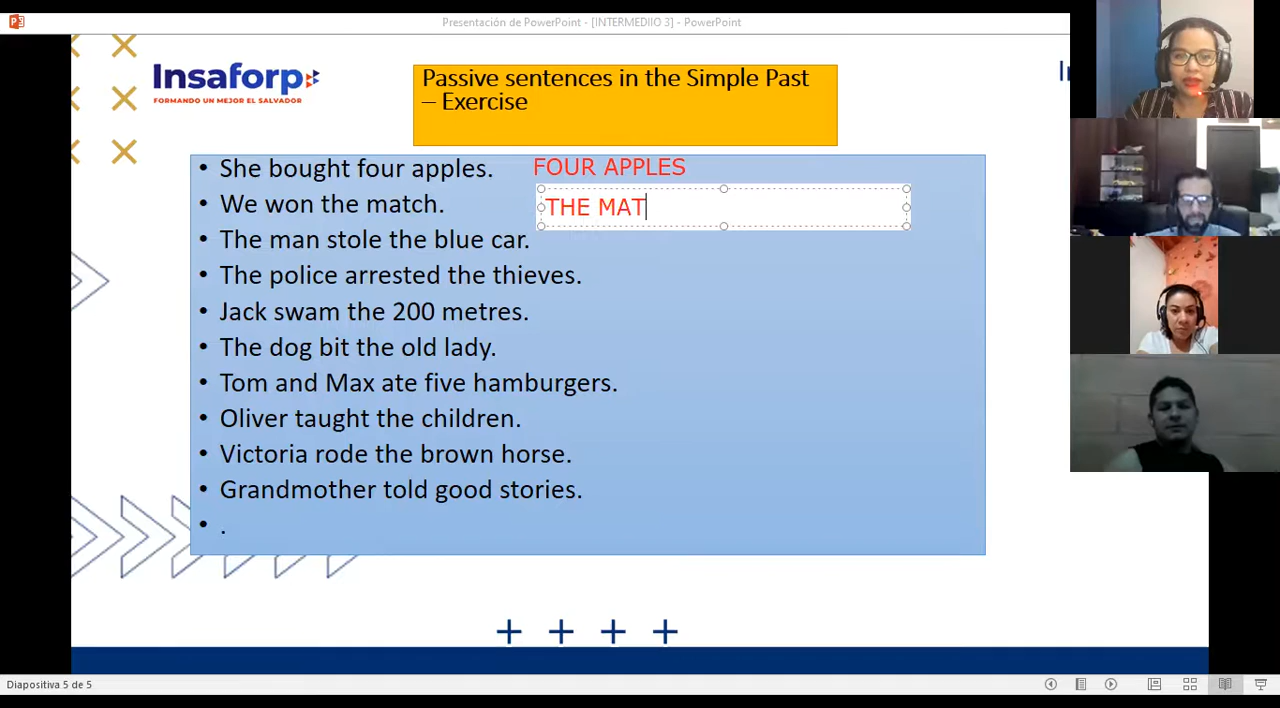 Presentación de PowerPoint - [INTERMEDIIO 3] - PowerPoint
Insaforp
FORMANDO UN MEJOR EL SALVADOR
Passive sentences in the Simple Past
– Exercise
• She bought four apples. FOUR APPLES
• We won the match. THE MAT
• The man stole the blue car.
• The police arrested the thieves.
• Jack swam the 200 metres.
• The dog bit the old lady.
• Tom and Max ate five hamburgers.
• Oliver taught the children.
• Victoria rode the brown horse.
• Grandmother told good stories.
• .
Diapositiva 5 de 5